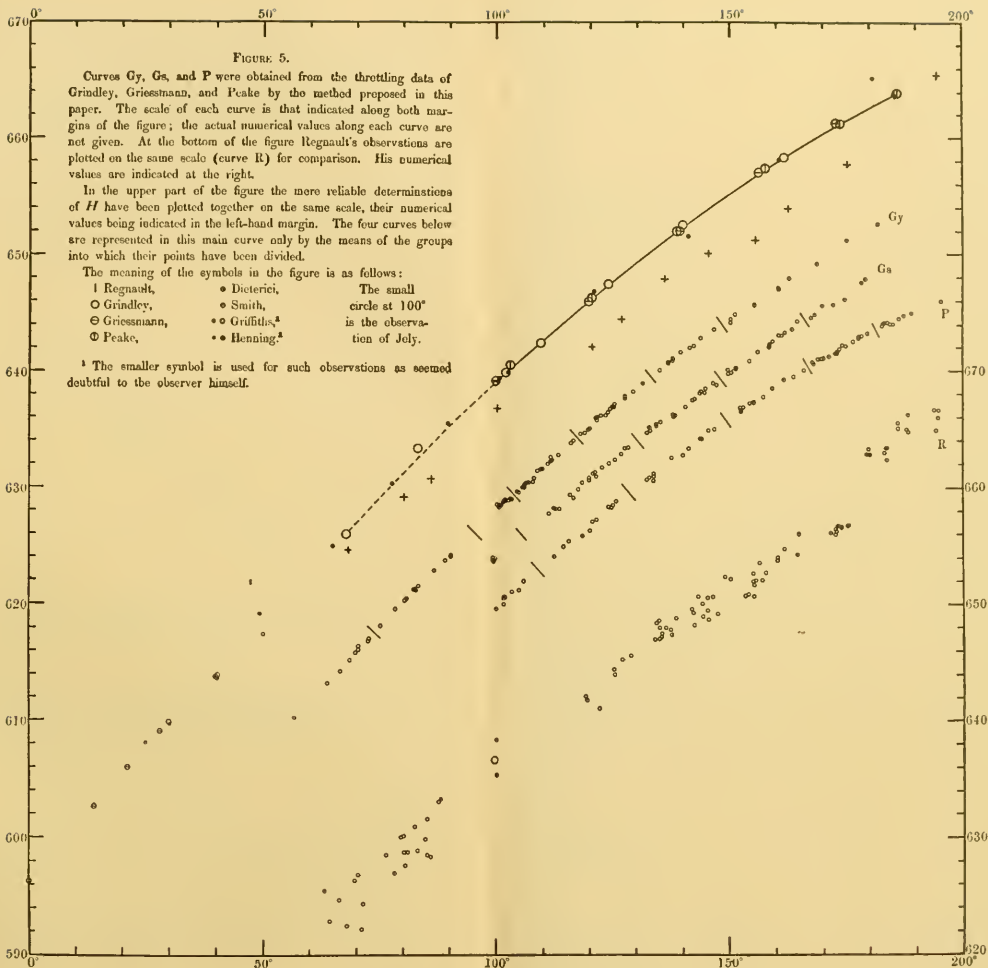 0° 50° 100° 150° 200°
670
660
650
640
630
620
610
600
590
FIGURE 5.
Curves Gy, Gs, and P were obtained from the throttling data of
Grindley, Griessmann, and Peake by the method proposed in this
paper. The scale of each curve is that indicated along both mar-
gins of the figure; the actual numerical values along each curve are
not given. At the bottom of the figure Regnault's observations are
plotted on the same scale (curve R) for comparison. His numerical
values are indicated at the right.
In the upper part of the figure the more reliable determinations
of H have been plotted together on the same scale, their numerical
values being indicated in the left-hand margin. The four curves below
are represented in this main curve only by the means of the groups
into which their points have been divided.
The meaning of the symbols in the figure is as follows:
Regnault, Dieterici, The small
Grindley, Smith, circle at 100°
Griessmann, Griffiths,¹ is the observa-
Peake, Henning.¹ tion of Joly.
¹ The smaller symbol is used for such observations as seemed
doubtful to the observer himself.
Gy
Gs
P
R
670
660
650
640
630
620
0° 50° 100° 150° 200°